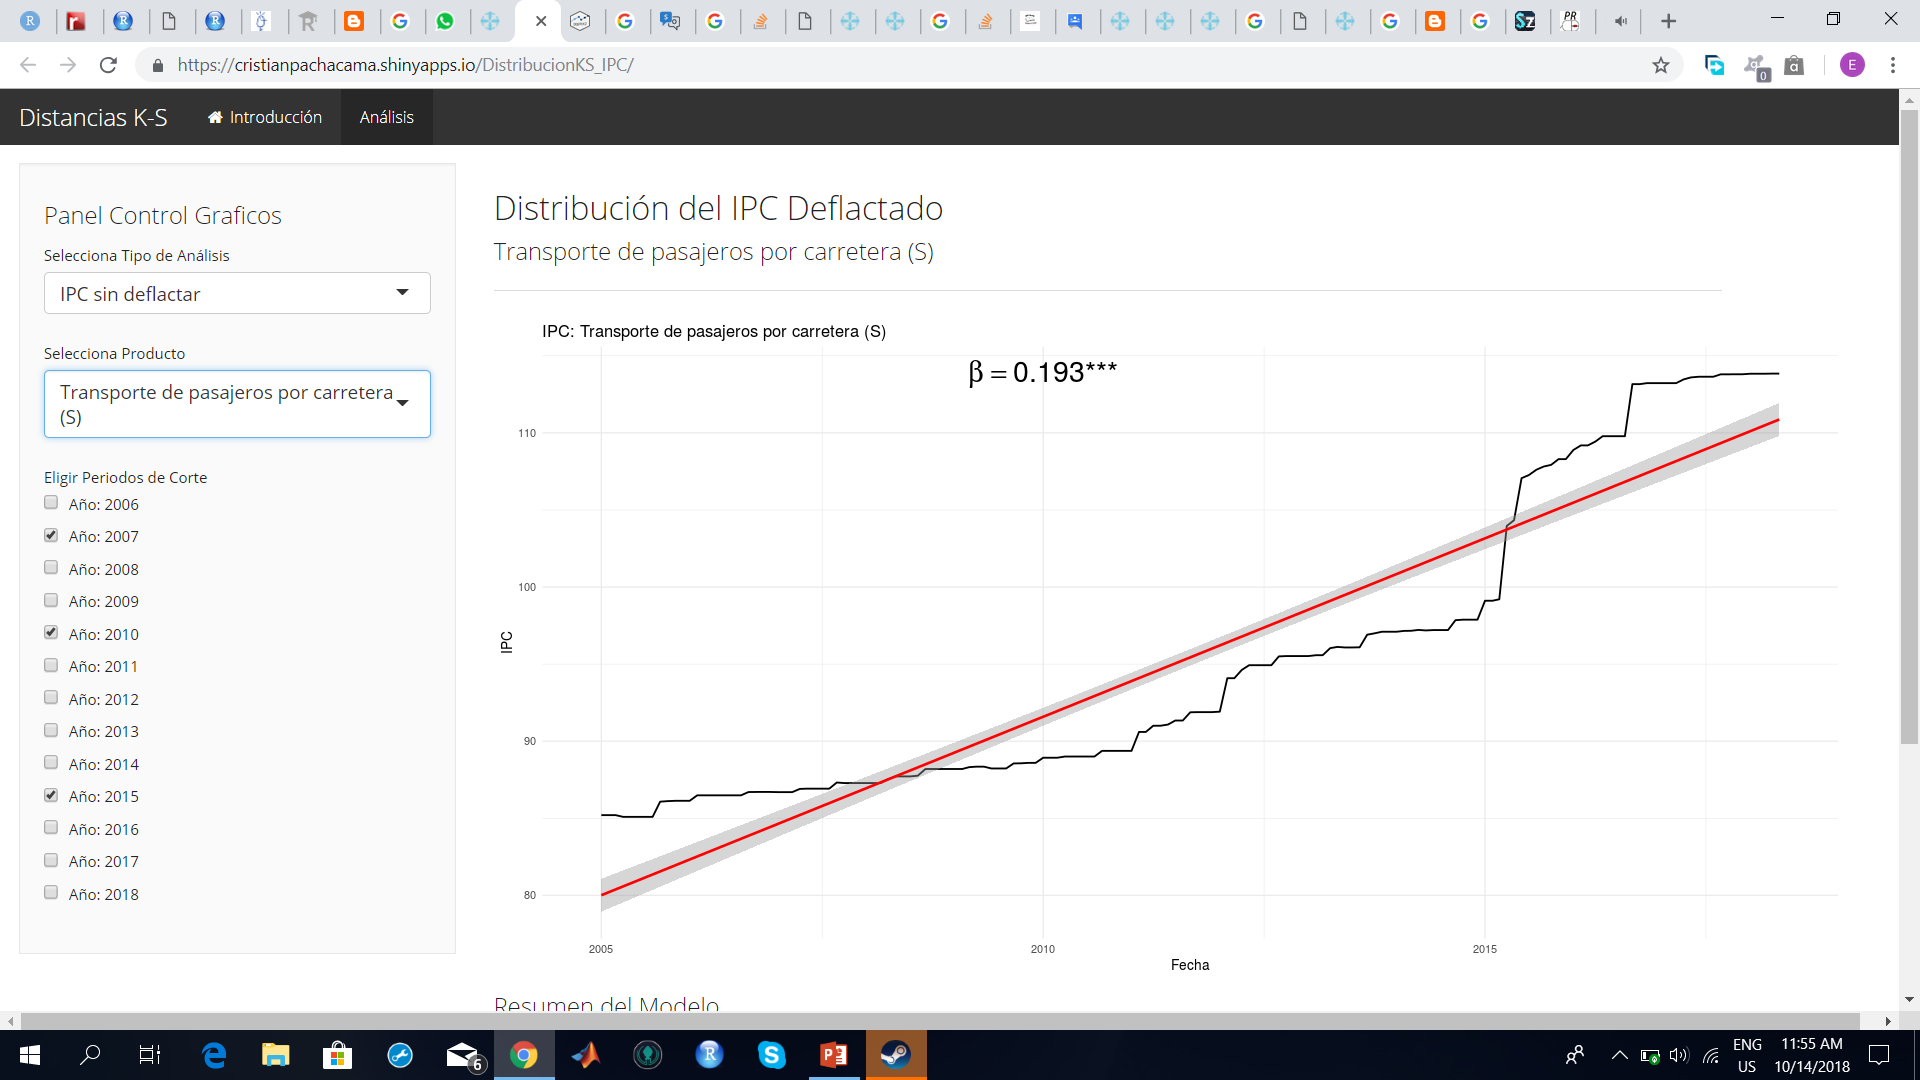 https://cristianpachacama.shinyapps.io/DistribucionKS_IPC/
0
E
Distancias K-S
Introducción
Análisis
Panel Control Graficos
Selecciona Tipo de Análisis
IPC sin deflactar
Selecciona Producto
Transporte de pasajeros por carretera
(S)
Eligir Periodos de Corte
Año: 2006
Año: 2007
Año: 2008
Año: 2009
Año: 2010
Año: 2011
Año: 2012
Año: 2013
Año: 2014
Año: 2015
Año: 2016
Año: 2017
Año: 2018
Distribución del IPC Deflactado
Transporte de pasajeros por carretera (S)
IPC: Transporte de pasajeros por carretera (S)
β = 0.193***
110
100
90
80
IPC
2005
2010
2015
Fecha
Resumen del Modelo
6
ENG
US
11:55 AM
10/14/2018